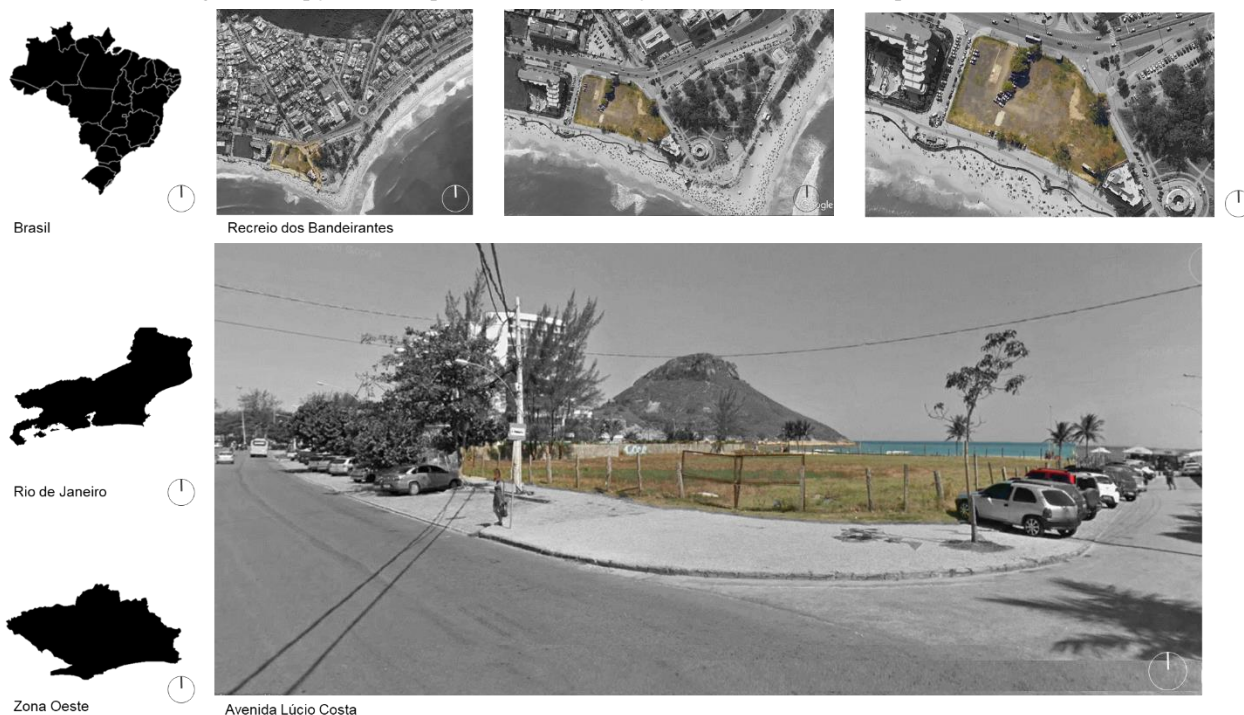 Brasil
Recreio dos Bandeirantes
Rio de Janeiro
Zona Oeste
Avenida Lúcio Costa